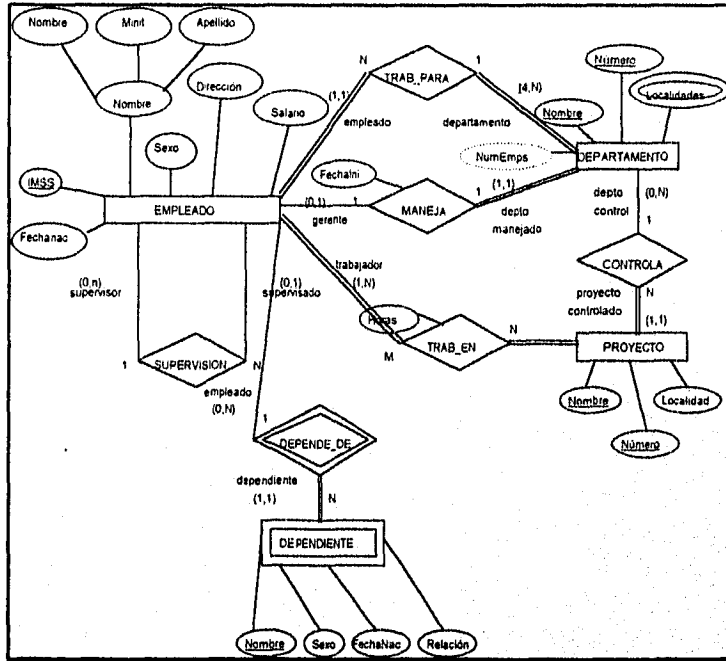 Nombre
Minit
Apellido
Nombre
Dirección
Salario
Sexo
IMSS
Fechanac
EMPLEADO
N
TRAB_PARA
1
(1,1)
empleado
[4,N)
departamento
Número
Nombre
Localidades
NumEmps
DEPARTAMENTO
FechaIni
(0,1)
1
gerente
MANEJA
1
(1,1)
depto
manejado
depto
control
(0,N)
1
CONTROLA
proyecto
controlado
N
(1,1)
(0,n)
supervisor
(0,1)
supervisado
trabajador
(1,N)
Horas
M
TRAB_EN
N
PROYECTO
Nombre
Número
Localidad
1
SUPERVISION
N
empleado
(0,N)
1
DEPENDE_DE
dependiente
(1,1)
N
DEPENDIENTE
Nombre
Sexo
FechaNac
Relación